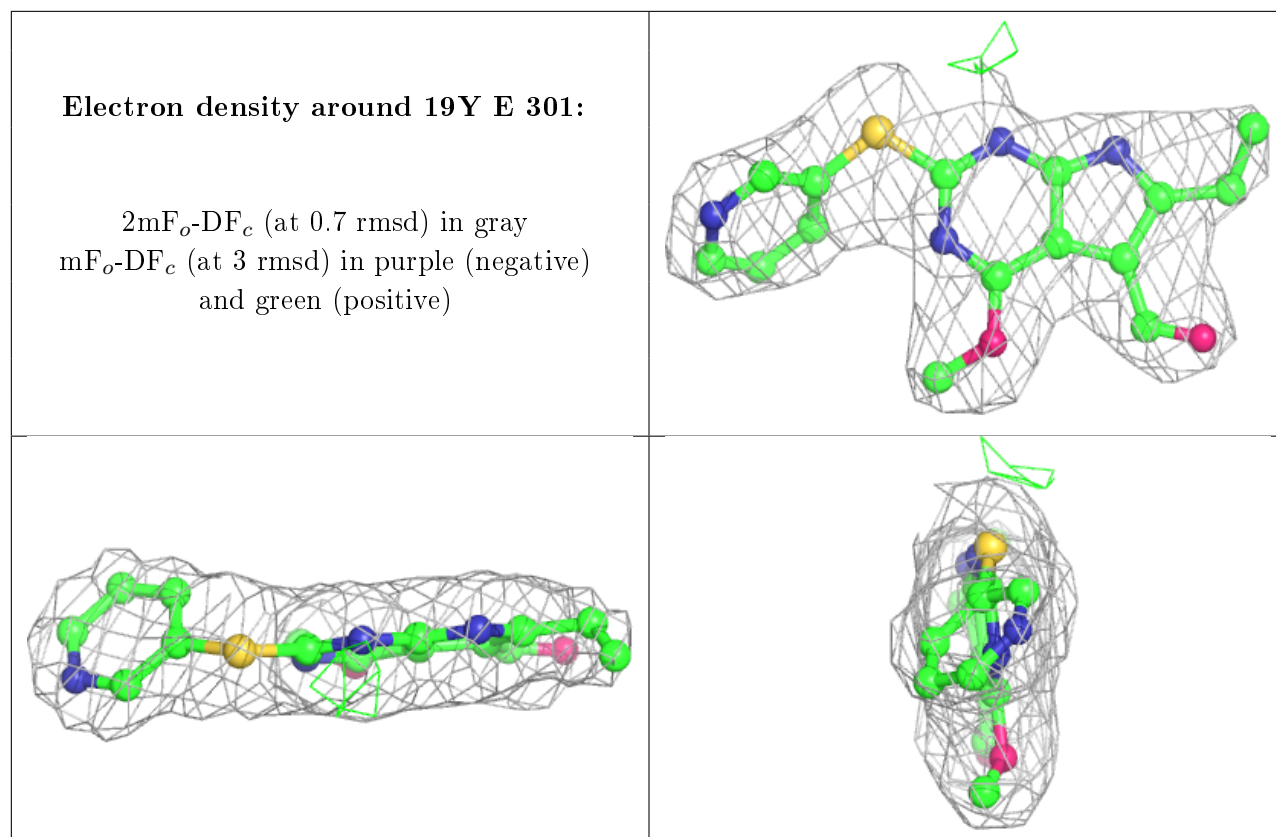 Electron density around 19Y E 301:
2mFo-DFc (at 0.7 rmsd) in gray
mFo-DFc (at 3 rmsd) in purple (negative)
and green (positive)